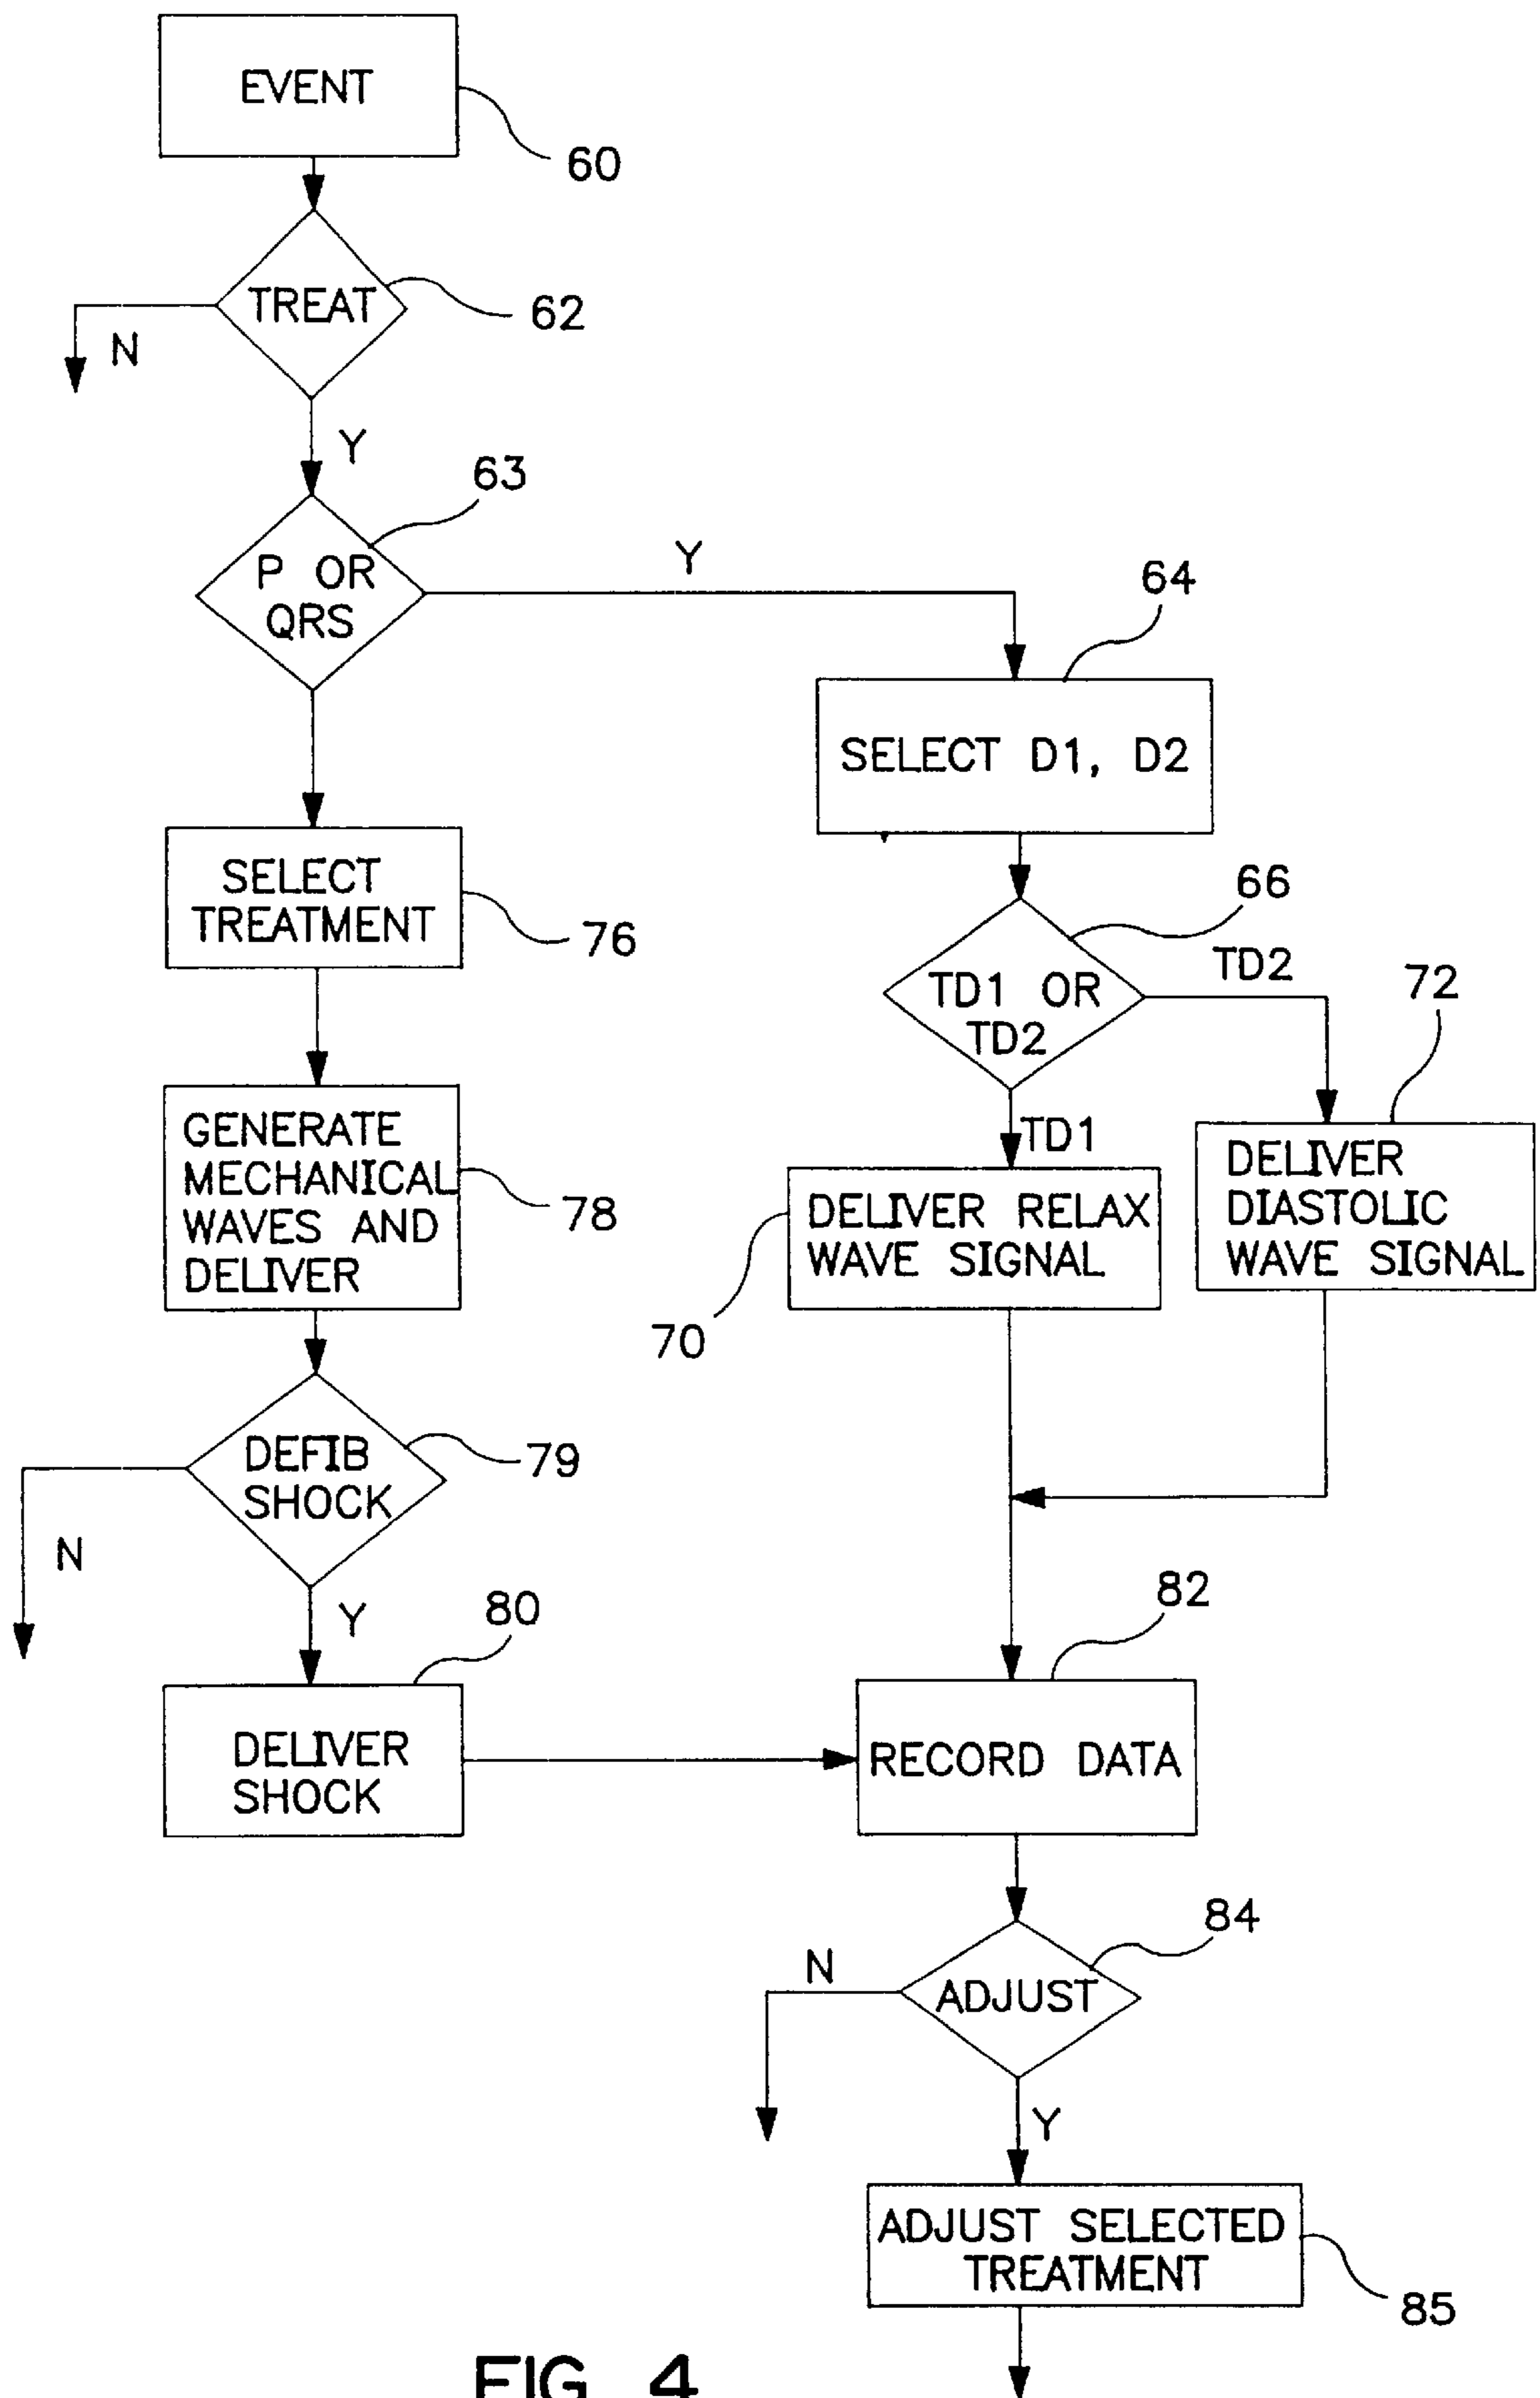 EVENT
60
TREAT
62
N
Y
63
P OR
QRS
Y
64
SELECT D1, D2
SELECT
TREATMENT
76
66
TD1 OR
TD2
TD2
72
TD1
GENERATE
MECHANICAL
WAVES AND
DELIVER
78
DELIVER RELAX
WAVE SIGNAL
70
DELIVER
DIASTOLIC
WAVE SIGNAL
DEFIB
SHOCK
79
N
Y
80
DELIVER
SHOCK
82
RECORD DATA
84
ADJUST
N
Y
ADJUST SELECTED
TREATMENT
85
FIG. 4